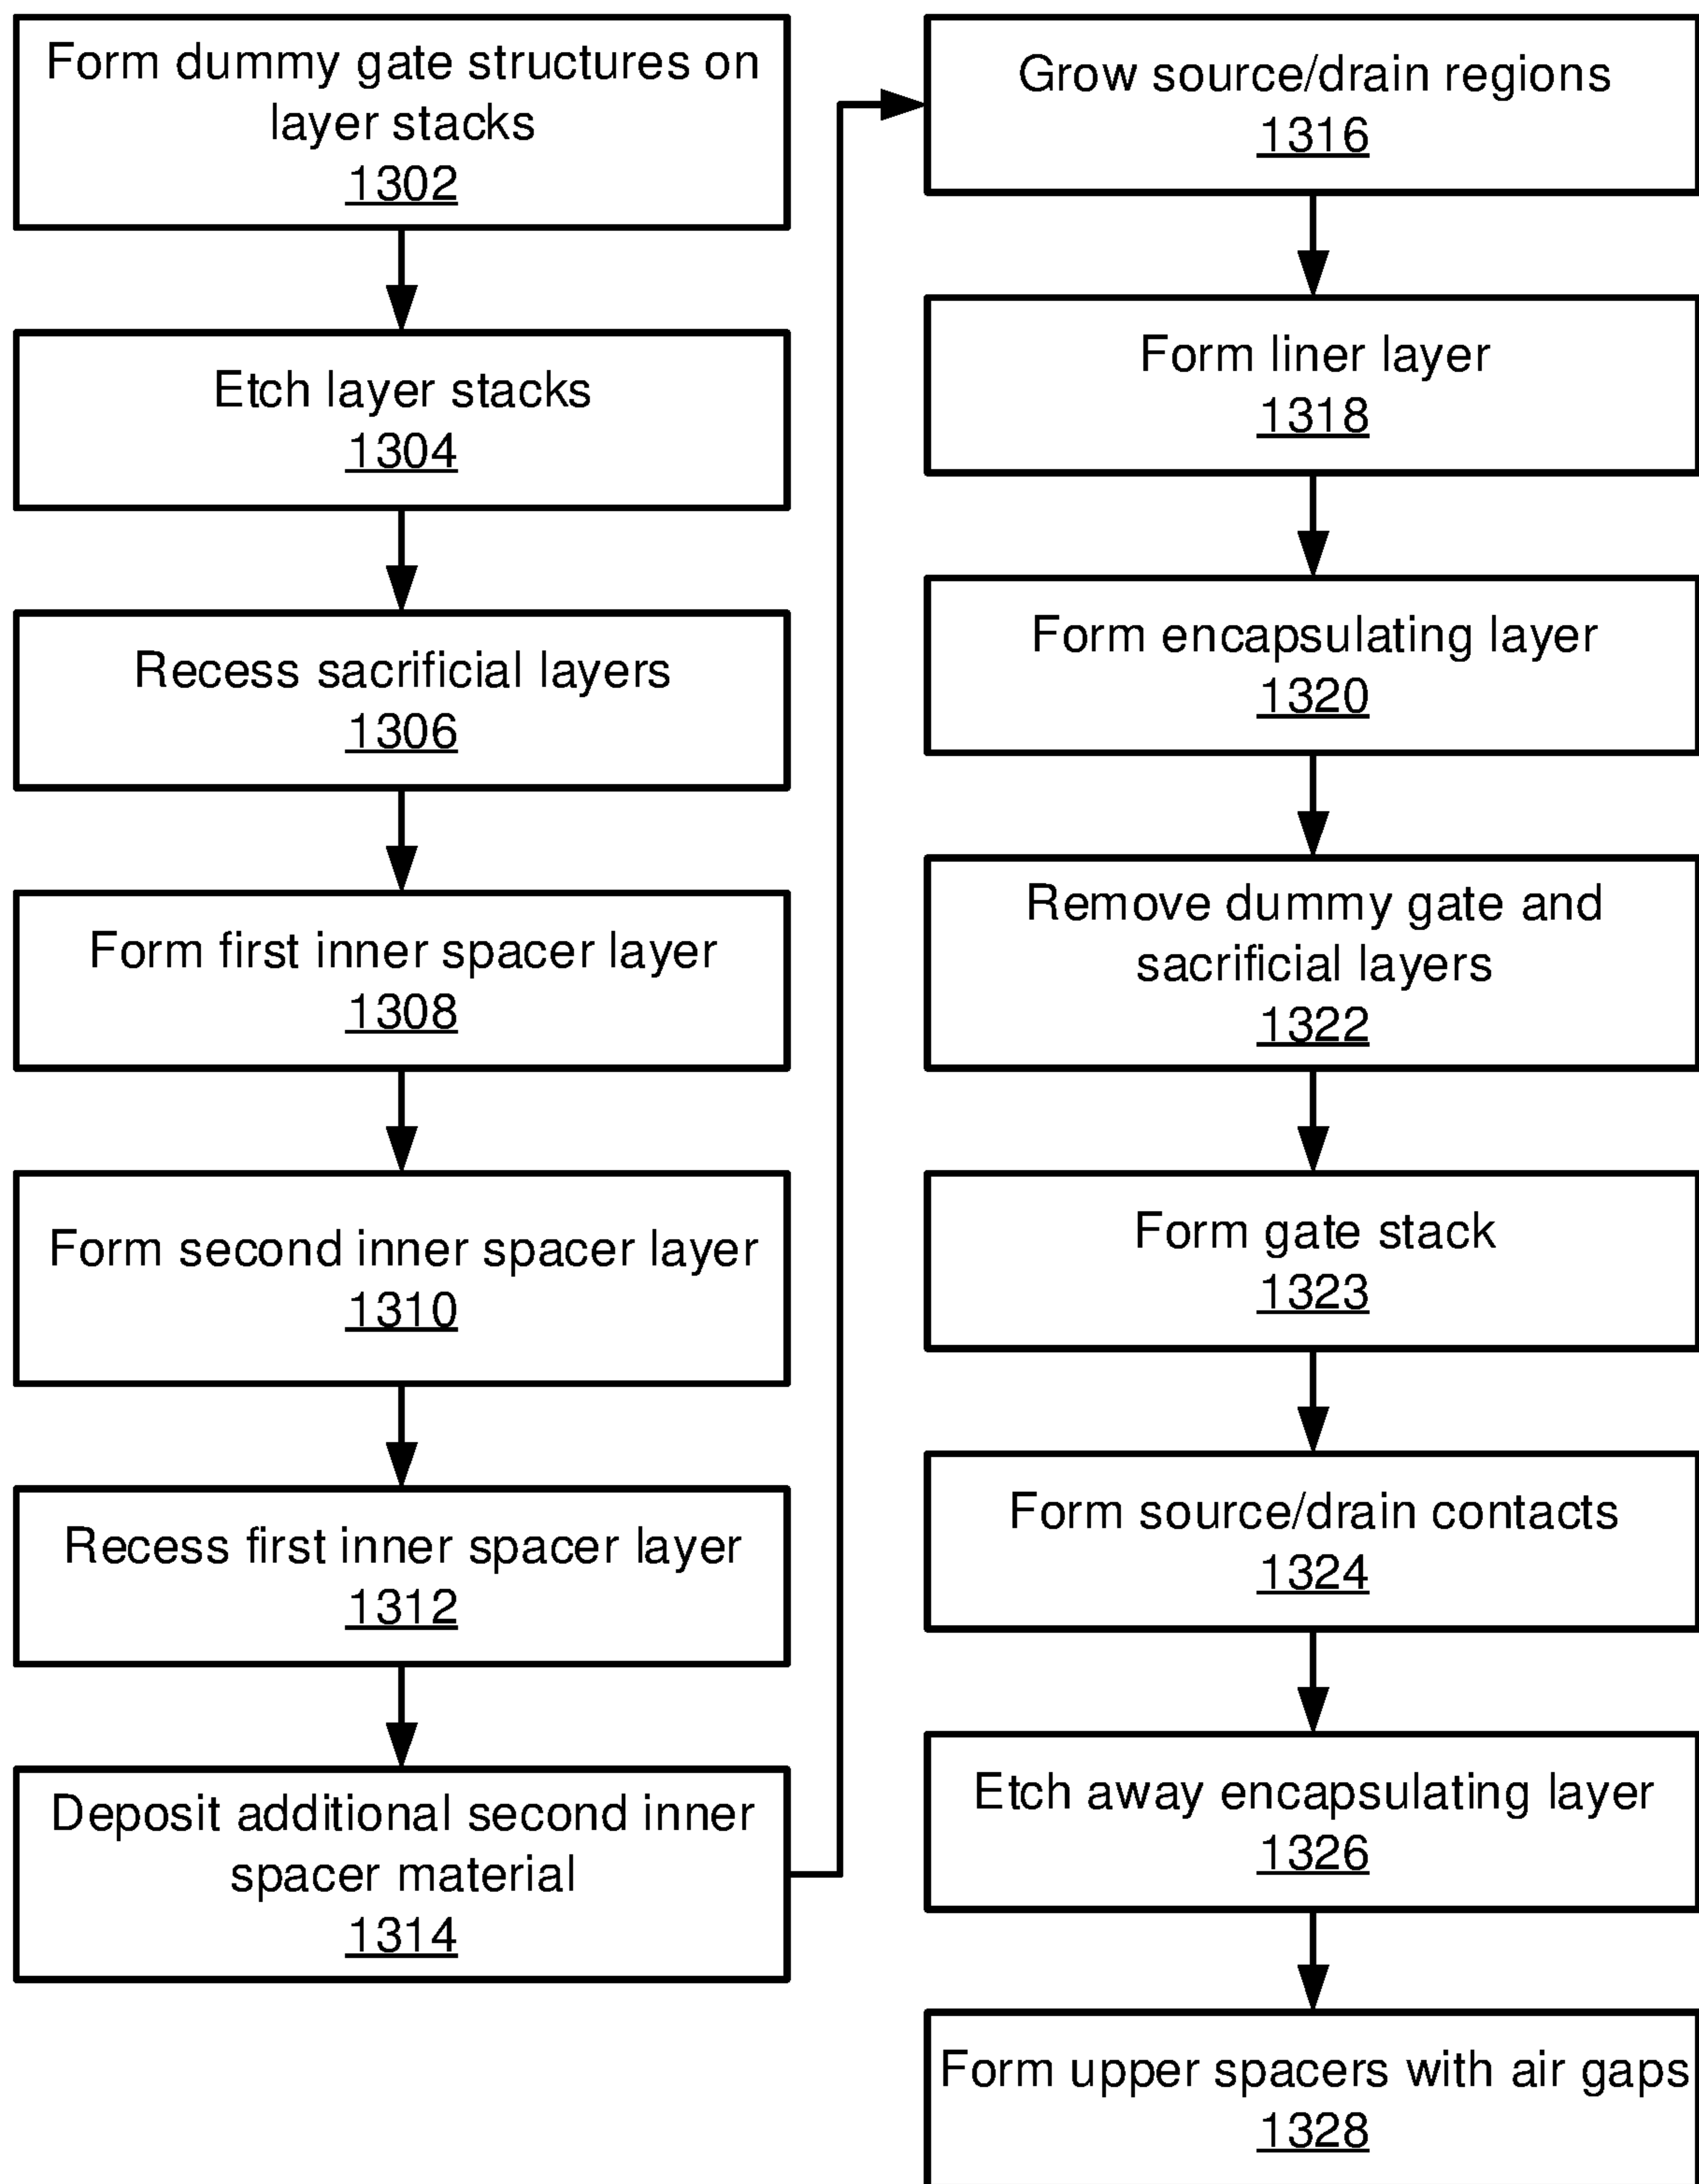 Form dummy gate structures on
layer stacks
1302
Etch layer stacks
1304
Recess sacrificial layers
1306
Form first inner spacer layer
1308
Form second inner spacer layer
1310
Recess first inner spacer layer
1312
Deposit additional second inner
spacer material
1314
Grow source/drain regions
1316
Form liner layer
1318
Form encapsulating layer
1320
Remove dummy gate and
sacrificial layers
1322
Form gate stack
1323
Form source/drain contacts
1324
Etch away encapsulating layer
1326
Form upper spacers with air gaps
1328